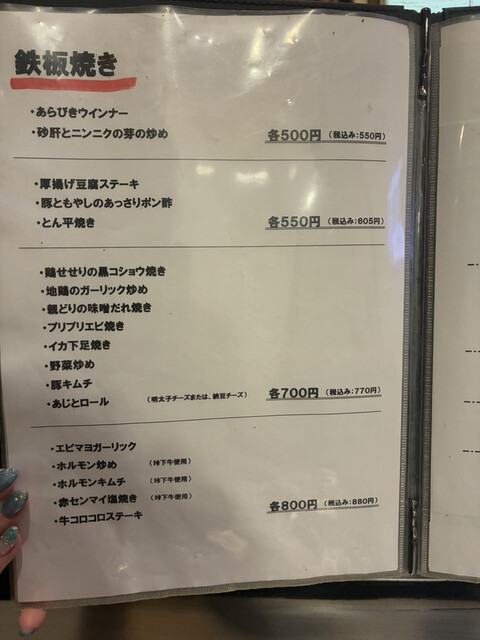 鉄板焼き
・あらびきウインナー
・砂肝とニンニクの芽の炒め 各500円 (税込み:550円)
・厚揚げ豆腐ステーキ
・豚ともやしのあっさりポン酢
・とん平焼き 各550円 (税込み:605円)
・鶏せせりの黒コショウ焼き
・地鶏のガーリック炒め
・親どりの味噌だれ焼き
・プリプリエビ焼き
・イカ下足焼き
・野菜炒め
・豚キムチ
・あじとロール (明太子チーズまたは、納豆チーズ) 各700円 (税込み:770円)
・エビマヨガーリック
・ホルモン炒め (垰下牛使用)
・ホルモンキムチ (垰下牛使用)
・赤センマイ塩焼き (垰下牛使用)
・牛コロコロステーキ 各800円 (税込み:880円)